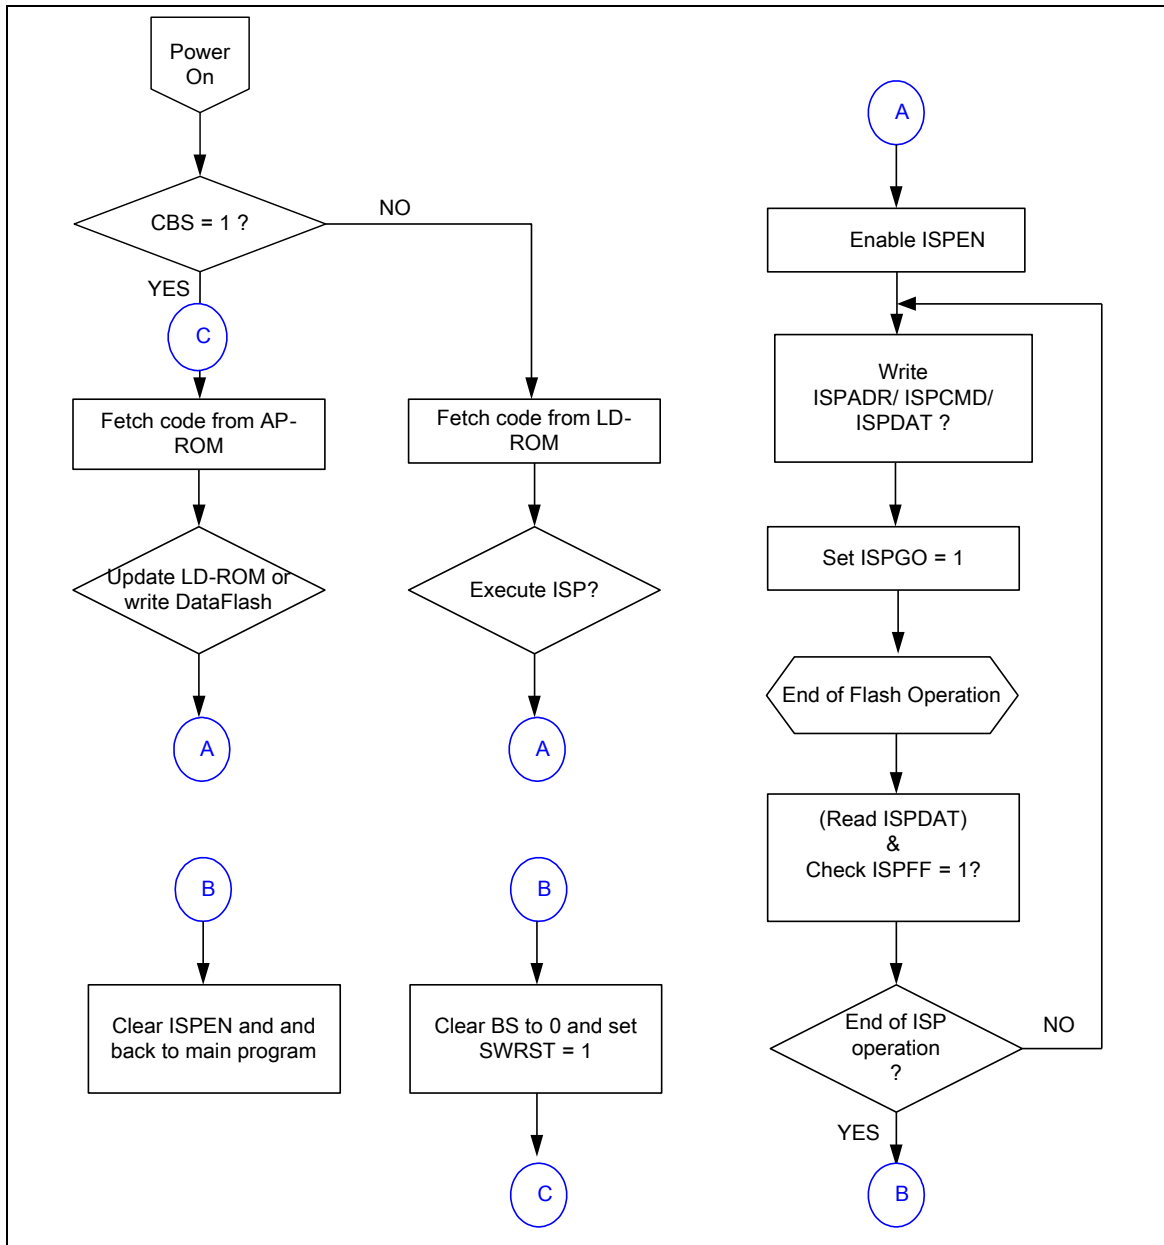 Power
On
CBS = 1 ?
NO
YES
C
Fetch code from AP-
ROM
Fetch code from LD-
ROM
Update LD-ROM or
write DataFlash
Execute ISP?
A
A
B
B
Clear ISPEN and and
back to main program
Clear BS to 0 and set
SWRST = 1
C
A
Enable ISPEN
Write
ISPADR/ ISPCMD/
ISPDAT ?
Set ISPGO = 1
End of Flash Operation
(Read ISPDAT)
&
Check ISPFF = 1?
End of ISP
operation
?
NO
YES
B